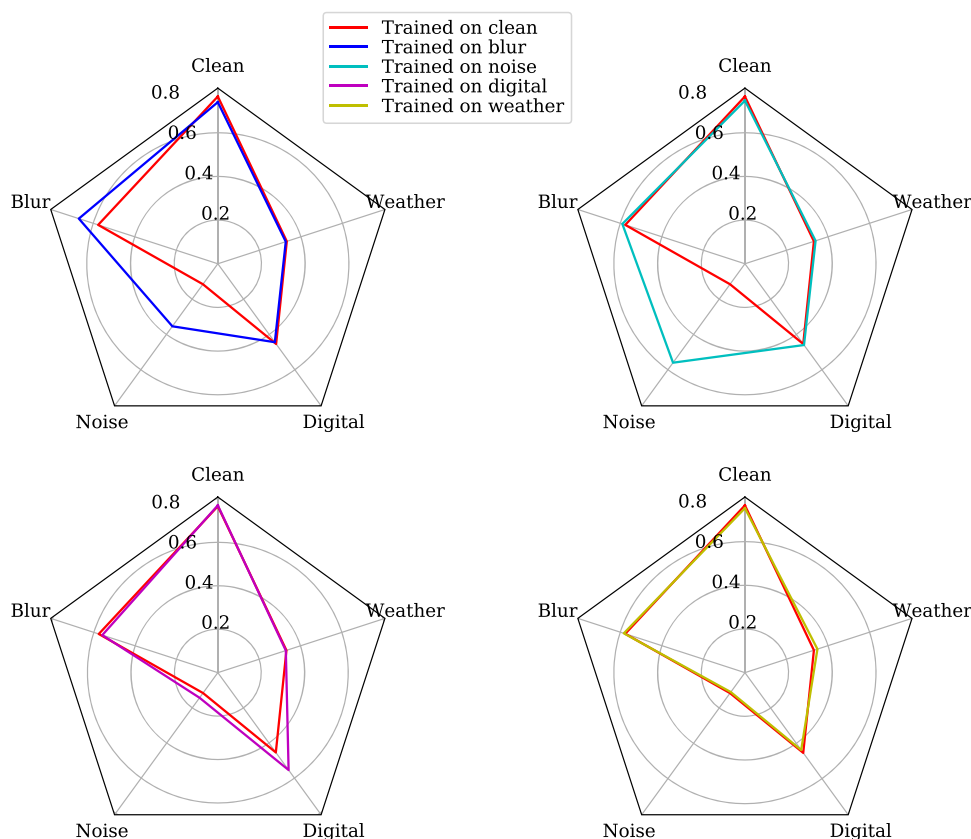 Trained on clean
Trained on blur
Trained on noise
Trained on digital
Trained on weather
Clean
0.8
0.6
0.4
0.2
Blur
Weather
Noise
Digital
Clean
0.8
0.6
0.4
0.2
Blur
Weather
Noise
Digital
Clean
0.8
0.6
0.4
0.2
Blur
Weather
Noise
Digital
Clean
0.8
0.6
0.4
0.2
Blur
Weather
Noise
Digital